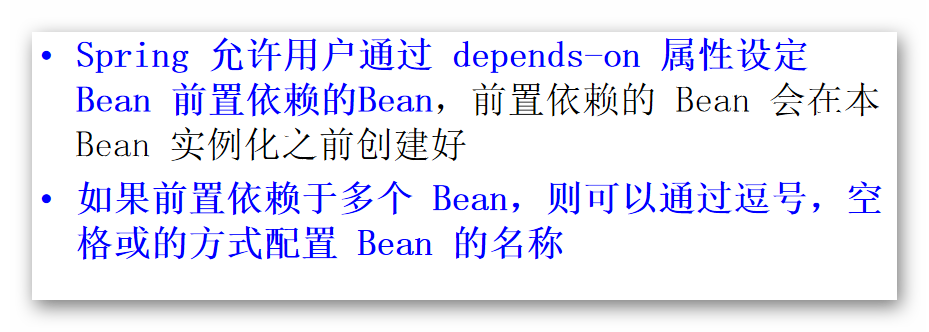 • Spring 允许用户通过 depends-on 属性设定
Bean 前置依赖的Bean，前置依赖的 Bean 会在本
Bean 实例化之前创建好
• 如果前置依赖于多个 Bean，则可以通过逗号，空
格或的方式配置 Bean 的名称